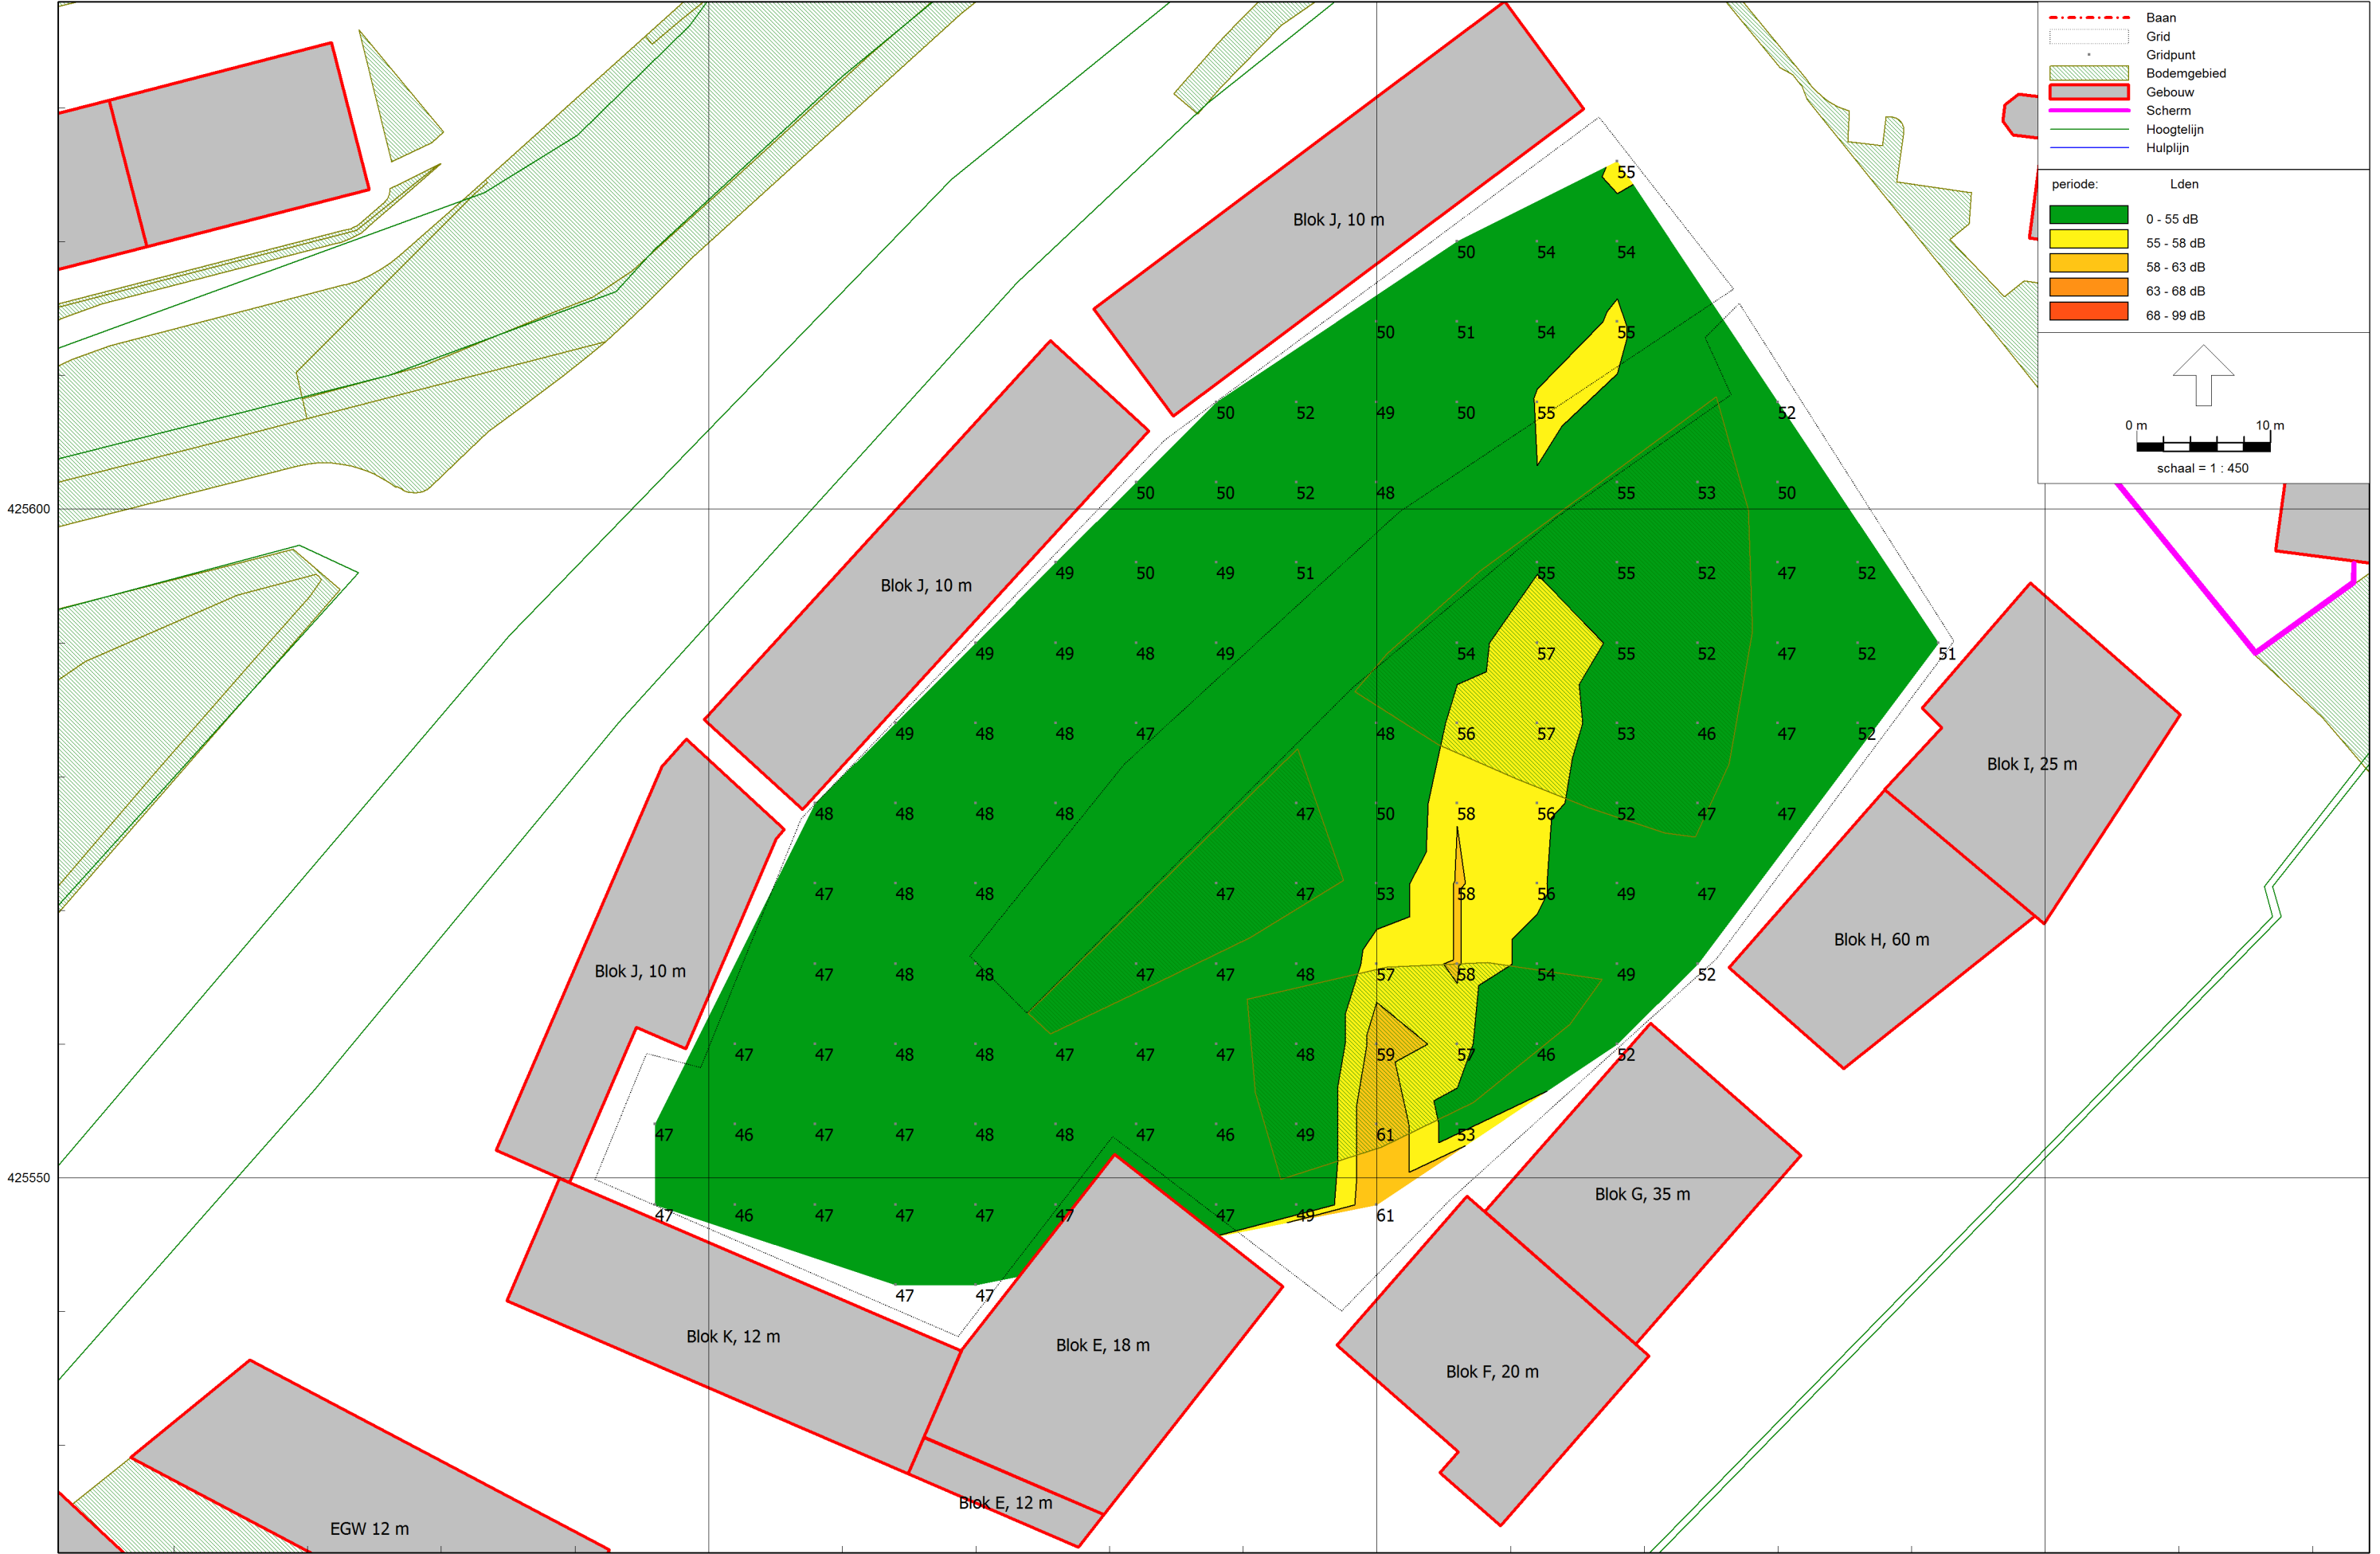 Baan
Grid
Gridpunt
Bodemgebied
Gebouw
Scherm
Hoogtelijn
Hulplijn
periode: Lden
0 - 55 dB
55 - 58 dB
58 - 63 dB
63 - 68 dB
68 - 99 dB
0 m 10 m
schaal = 1 : 450
55
Blok J, 10 m
50 54 54
50 51 54 55
50 52 49 50 55 52
50 50 52 48 55 53 50
425600
49 50 49 51 55 55 52 47 52
Blok J, 10 m
49 49 48 49 54 57 55 52 47 52 51
49 48 48 47 48 56 57 53 46 47 52
Blok I, 25 m
48 48 48 48 47 50 58 56 52 47 47
47 48 48 47 47 53 58 56 49 47
Blok H, 60 m
Blok J, 10 m
47 48 48 47 47 48 57 58 54 49 52
47 47 48 48 47 47 47 48 59 57 46 52
47 46 47 47 48 48 47 46 49 61 53
425550
Blok G, 35 m
47 46 47 47 47 47 47 49 61
47 47
Blok K, 12 m
Blok E, 18 m
Blok F, 20 m
Blok E, 12 m
EGW 12 m